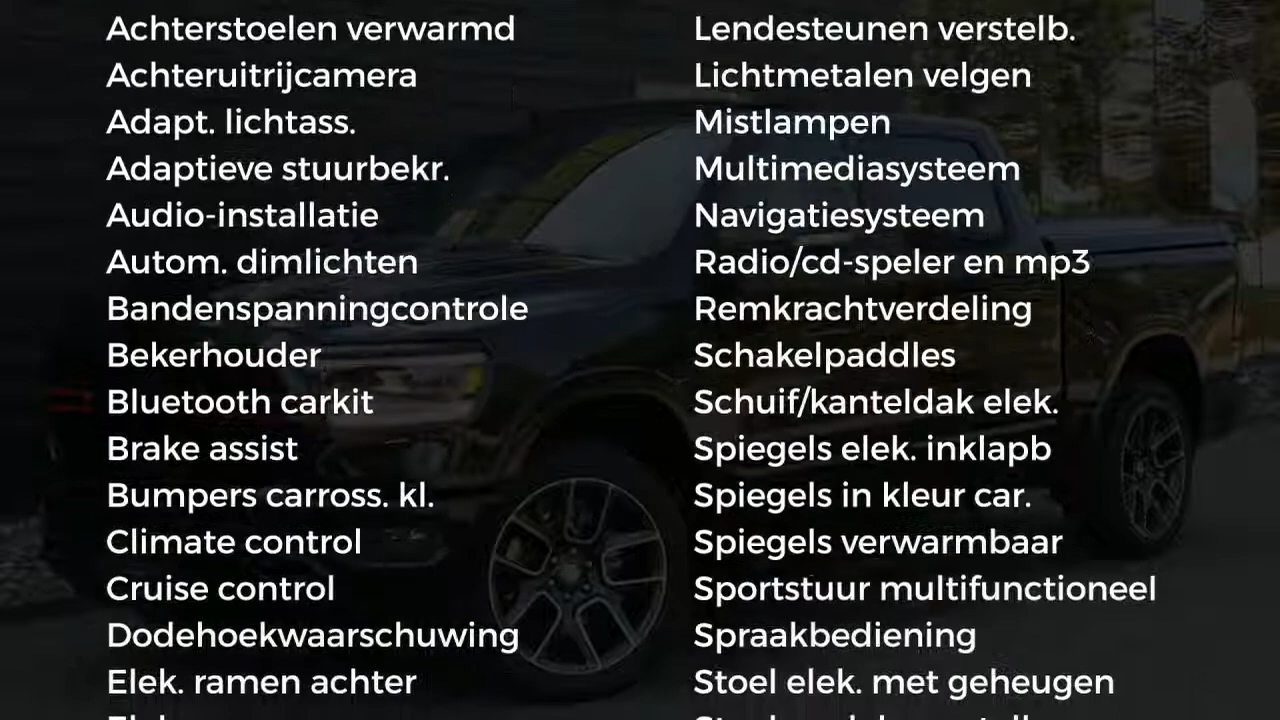 Achterstoelen verwarmd
Achteruitrijcamera
Adapt. lichtass.
Adaptieve stuurbekr.
Audio-installatie
Autom. dimlichten
Bandenspanningcontrole
Bekerhouder
Bluetooth carkit
Brake assist
Bumpers carross. kl.
Climate control
Cruise control
Dodehoekwaarschuwing
Elek. ramen achter
Lendesteunen verstelb.
Lichtmetalen velgen
Mistlampen
Multimediasysteem
Navigatiesysteem
Radio/cd-speler en mp3
Remkrachtverdeling
Schakelpaddles
Schuif/kanteldak elek.
Spiegels elek. inklapb
Spiegels in kleur car.
Spiegels verwarmbaar
Sportstuur multifunctioneel
Spraakbediening
Stoel elek. met geheugen